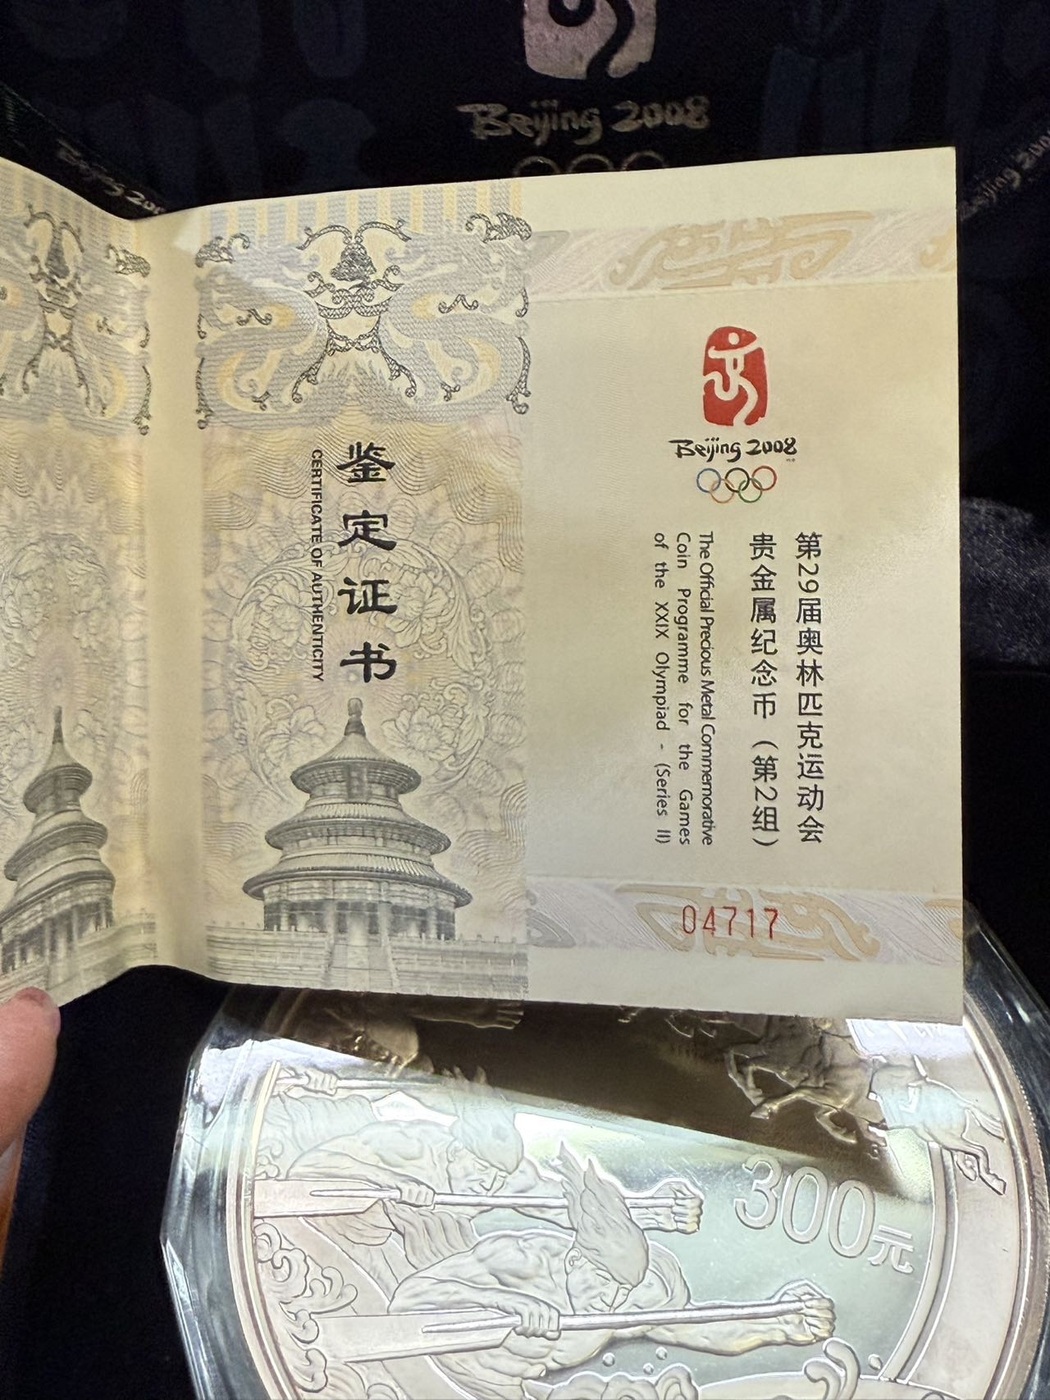 Beijing 2008
Beijing 2008
Beijing 2008
鉴定证书
CERTIFICATE OF AUTHENTICITY
Beijing 2008
第29届奥林匹克运动会
贵金属纪念币（第2组）
The Official Precious Metal Commemorative
Coin Programme for the Games
of the XXIX Olympiad - (Series II)
04717
300元